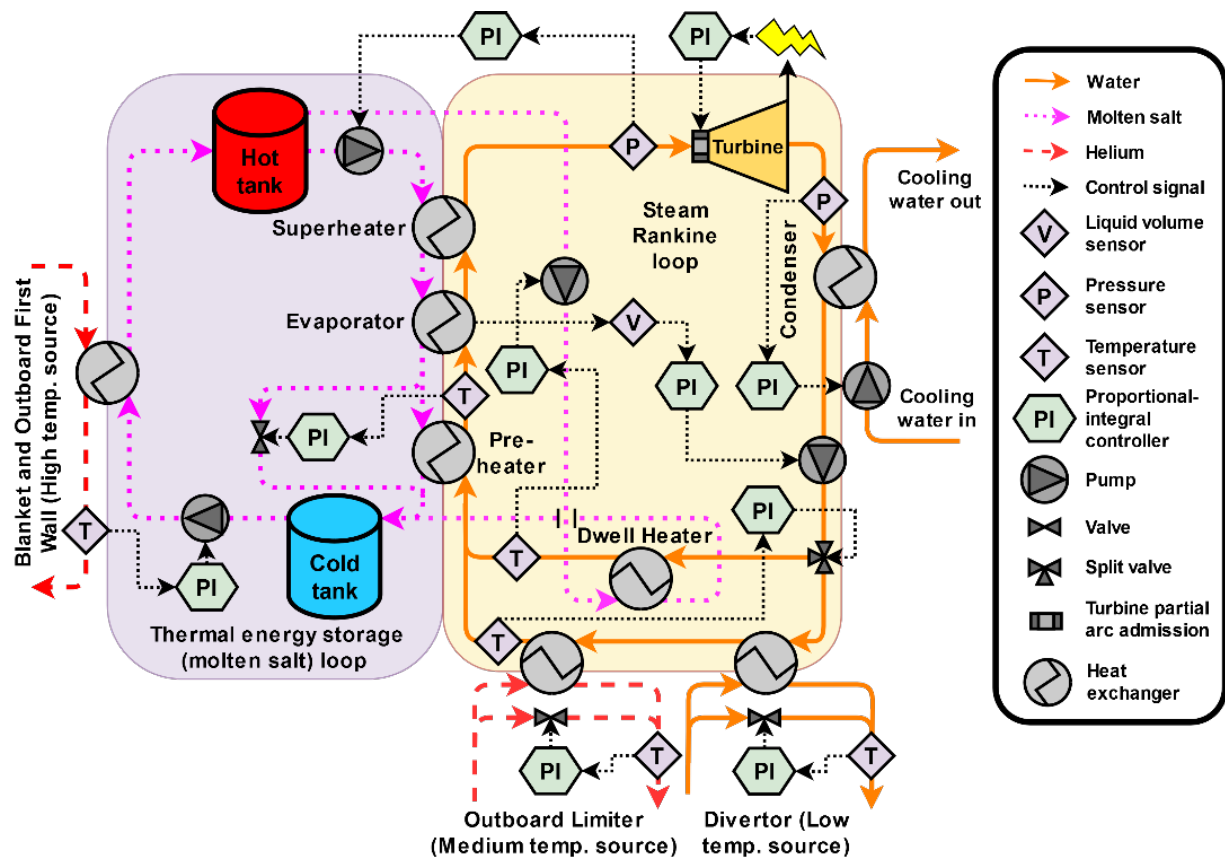 PI
PI
Hot
tank
P
Turbine
Superheater
Steam
Rankine
loop
P
Condenser
Cooling
water out
Evaporator
V
PI
PI
PI
Cooling
water in
Blanket and Outboard First
Wall (High temp. source)
T
PI
Pre-
heater
PI
Dwell Heater
T
T
PI
Cold
tank
T
Thermal energy storage
(molten salt) loop
PI
T
PI
T
Outboard Limiter
(Medium temp. source)
Divertor (Low
temp. source)
Water
Molten salt
Helium
Control signal
V
Liquid volume
sensor
P
Pressure
sensor
T
Temperature
sensor
PI
Proportional-
integral
controller
Pump
Valve
Split valve
Turbine partial
arc admission
Heat
exchanger